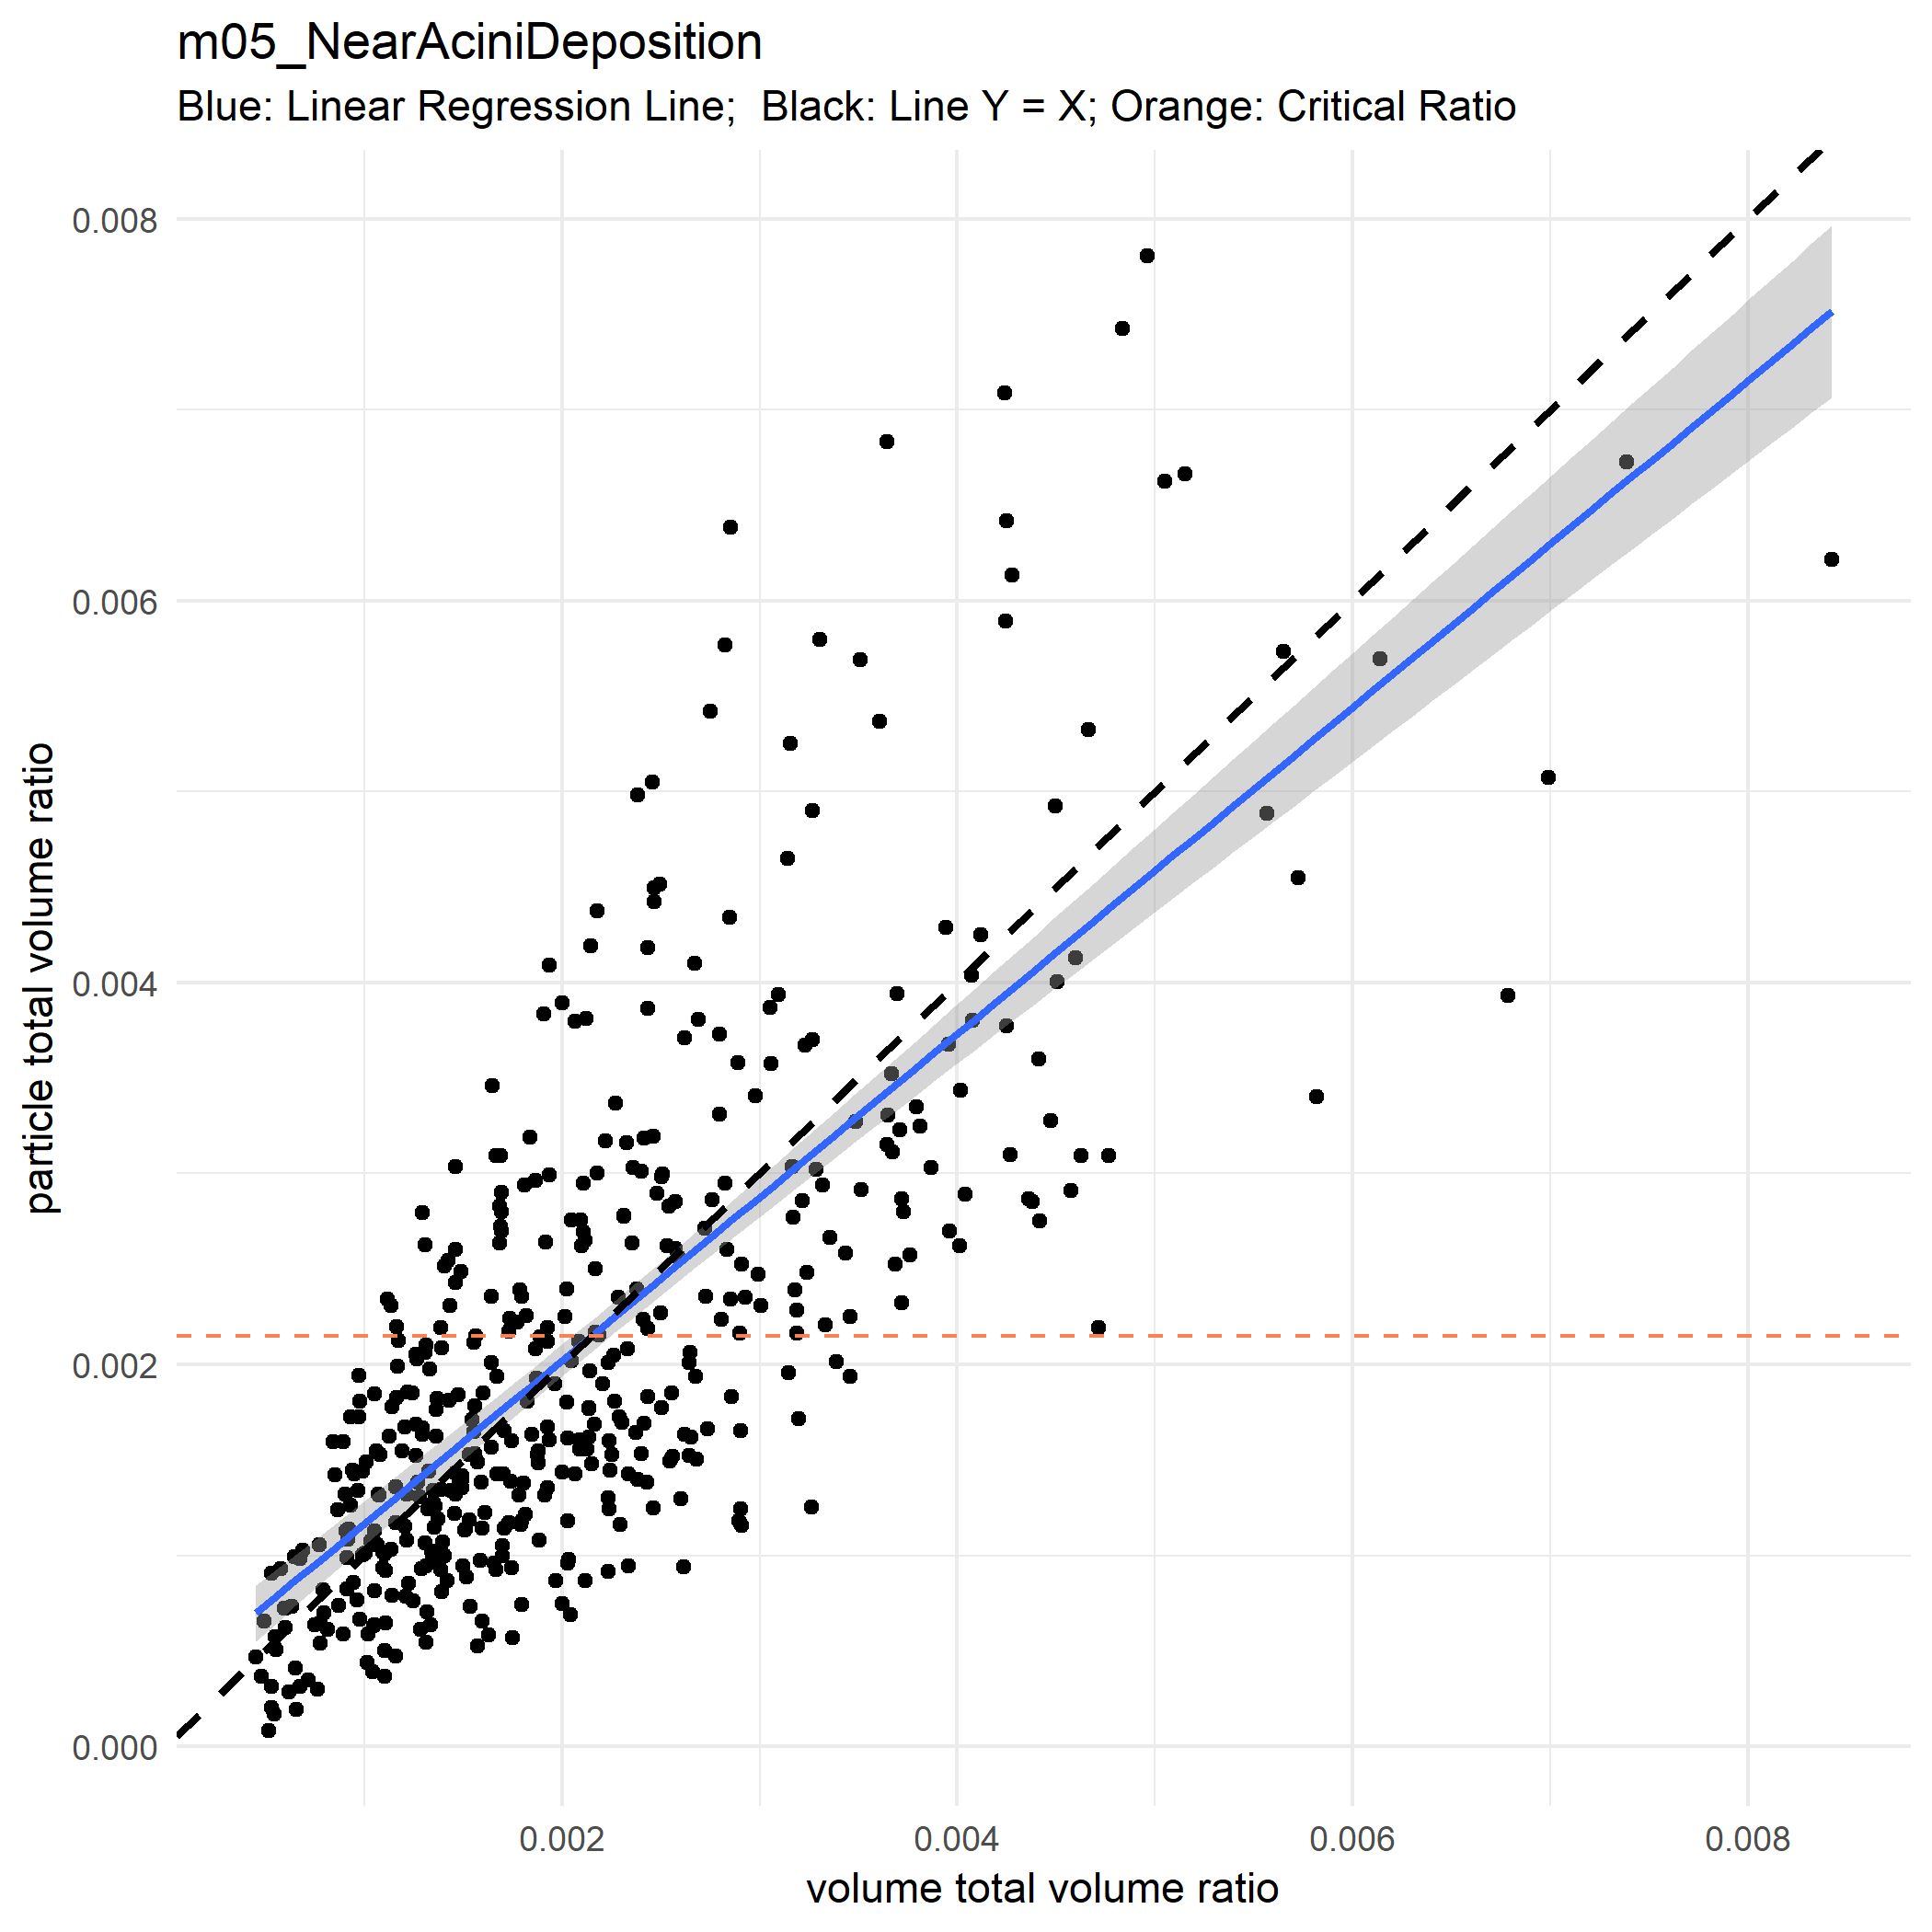 m05_NearAciniDeposition
Blue: Linear Regression Line;  Black: Line Y = X; Orange: Critical Ratio
particle total volume ratio
0.008
0.006
0.004
0.002
0.000
0.002
0.004
0.006
0.008
volume total volume ratio